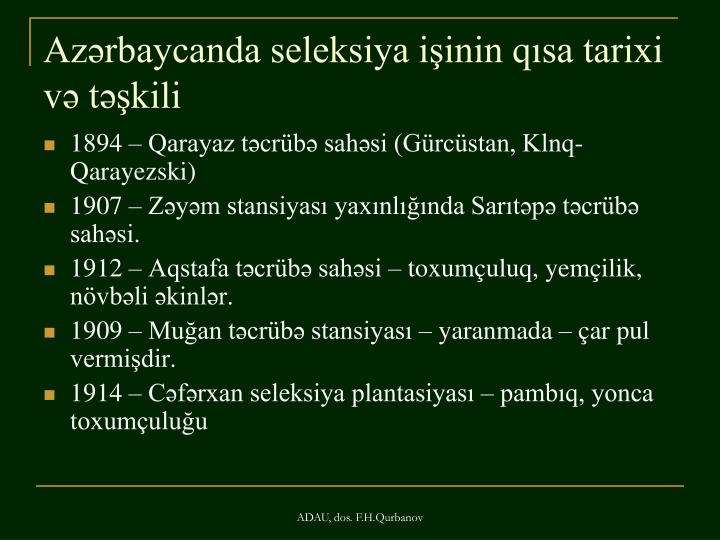 Azərbaycanda seleksiya işinin qısa tarixi
və təşkili
1894 – Qarayaz təcrübə sahəsi (Gürcüstan, Klnq-
Qarayezski)
1907 – Zəyəm stansiyası yaxınlığında Sarıtəpə təcrübə
sahəsi.
1912 – Aqstafa təcrübə sahəsi – toxumçuluq, yemçilik,
növbəli əkinlər.
1909 – Muğan təcrübə stansiyası – yaranmada – çar pul
vermişdir.
1914 – Cəfərxan seleksiya plantasiyası – pambıq, yonca
toxumçuluğu
ADAU, dos. F.H.Qurbanov